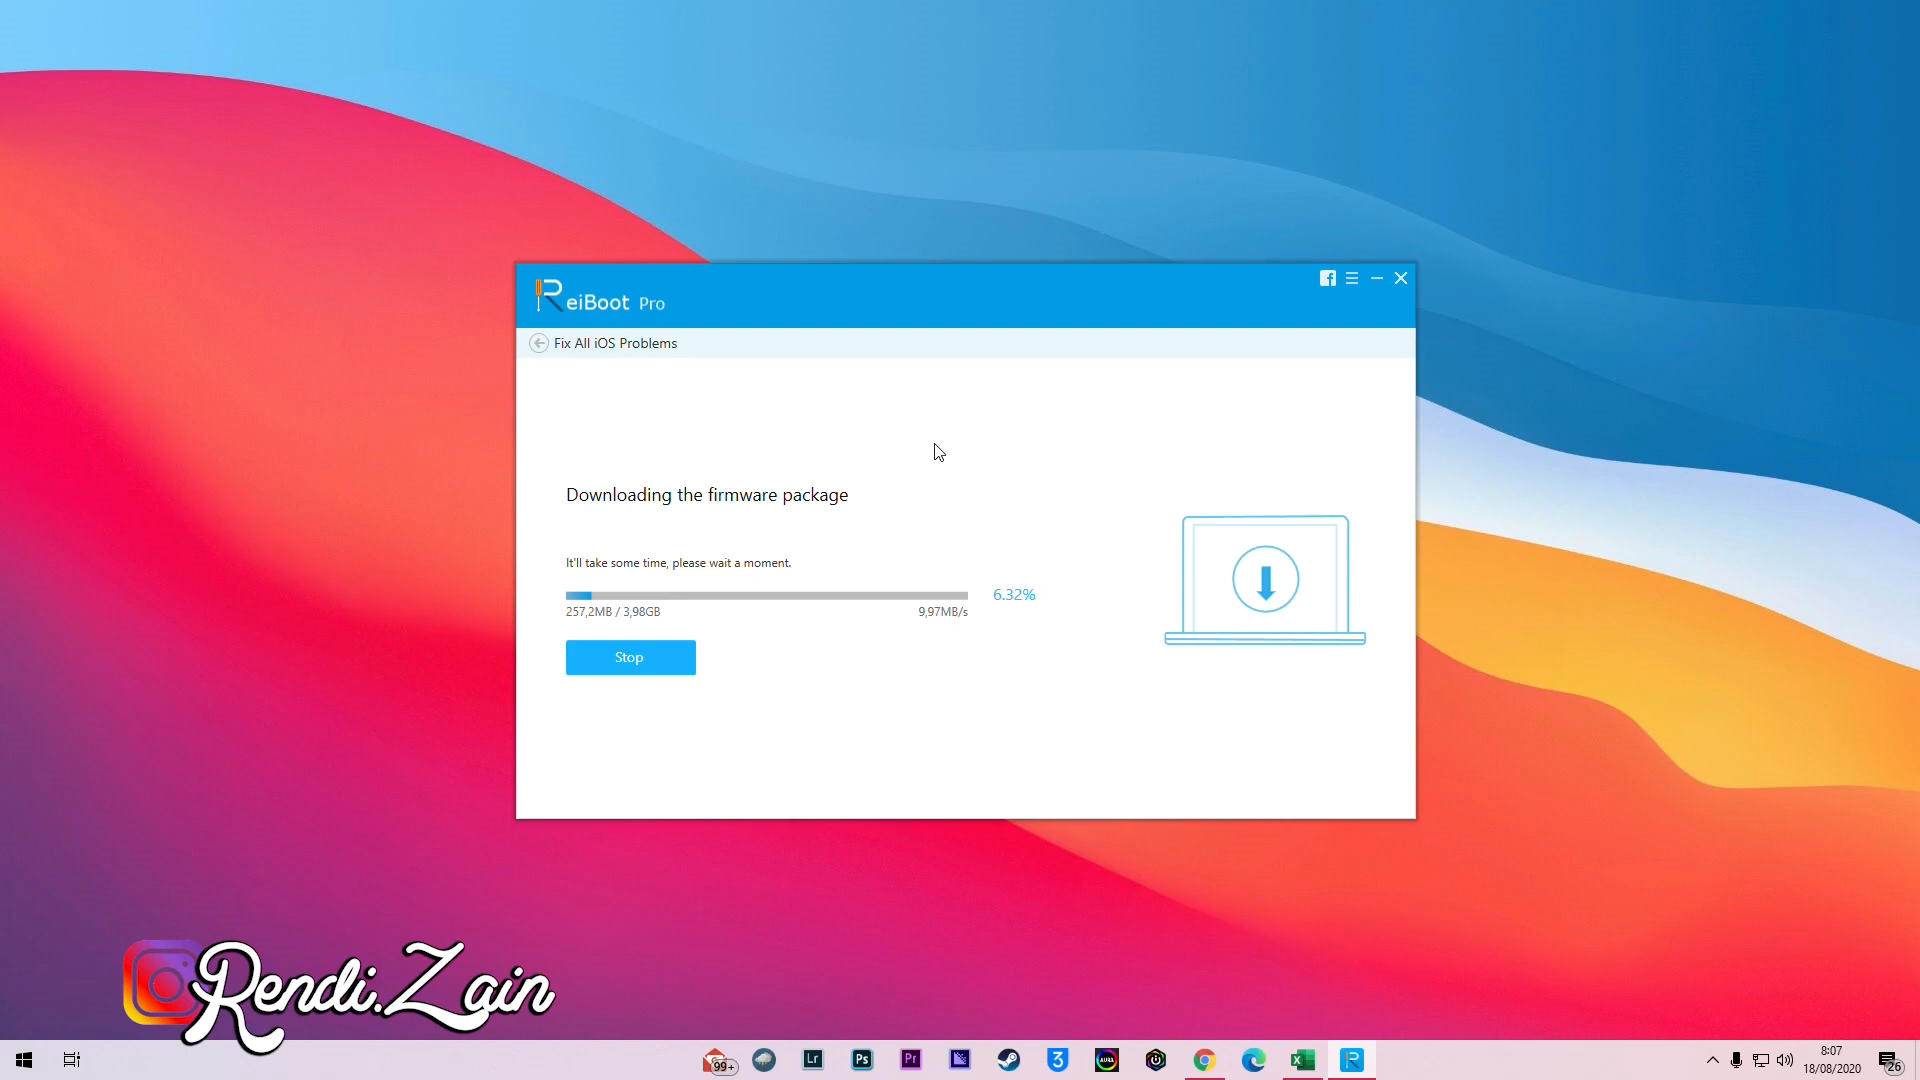 ReiBoot Pro
Fix All iOS Problems
Downloading the firmware package
It'll take some time, please wait a moment.
6.32%
257,2MB / 3,98GB
9,97MB/s
Stop
Rendi.Zain
99+
Lr
Ps
Pr
3
AURA
X
R
8:07
18/08/2020
26